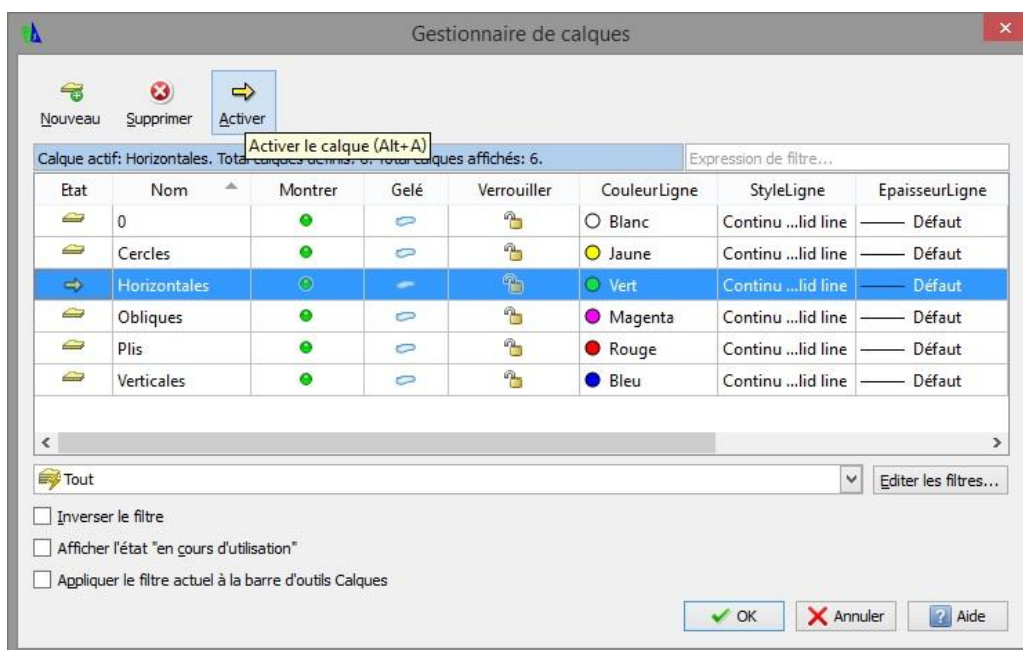 Gestionnaire de calques
Nouveau Supprimer Activer
Activer le calque (Alt+A)
Calque actif: Horizontales. Total calques affichés: 6. Expression de filtre...
Etat Nom Montrer Gelé Verrouiller CouleurLigne StyleLigne EpaisseurLigne
0 Blanc Continu ...lid line Défaut
Cercles Jaune Continu ...lid line Défaut
Horizontales Vert Continu ...lid line Défaut
Obliques Magenta Continu ...lid line Défaut
Plis Rouge Continu ...lid line Défaut
Verticales Bleu Continu ...lid line Défaut
Tout Editer les filtres...
Inverser le filtre
Afficher l'état "en cours d'utilisation"
Appliquer le filtre actuel à la barre d'outils Calques
OK Annuler Aide